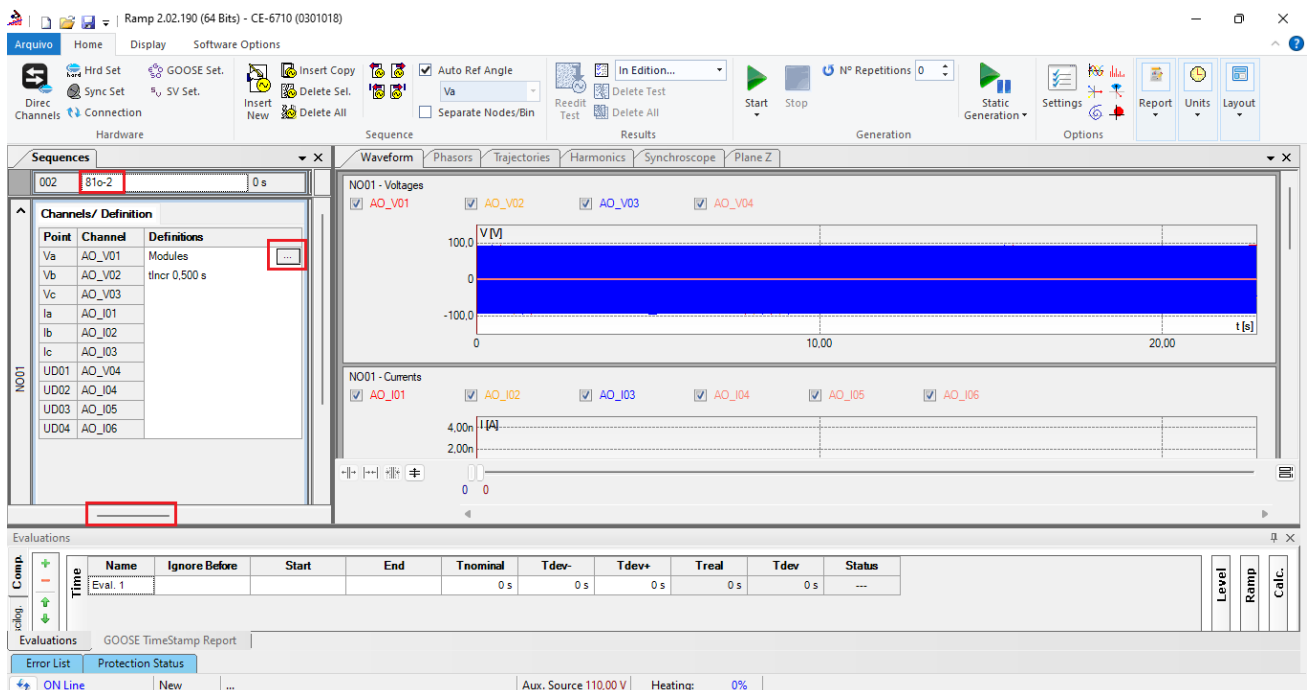 Ramp 2.02.190 (64 Bits) - CE-6710 (0301018)
Arquivo Home Display Software Options
Direc Channels
Hrd Set
Sync Set
Connection
GOOSE Set.
SV Set.
Hardware
Insert New
Insert Copy
Delete Sel.
Delete All
Auto Ref Angle
Va
Separate Nodes/Bin
Sequence
Reedit Test
In Edition...
Delete Test
Delete All
Results
Start
Stop
Nº Repetitions 0
Static Generation
Generation
Settings
Options
Report
Units
Layout
Sequences
002 81o-2 0 s
Channels/ Definition
Point Channel Definitions
Va AO_V01 Modules ...
Vb AO_V02 tIncr 0,500 s
Vc AO_V03
Ia AO_I01
Ib AO_I02
Ic AO_I03
UD01 AO_V04
UD02 AO_I04
UD03 AO_I05
UD04 AO_I06
NO01
Waveform Phasors Trajectories Harmonics Synchroscope Plane Z
NO01 - Voltages
AO_V01 AO_V02 AO_V03 AO_V04
V [V]
100,0
0
-100,0
t [s]
0 10,00 20,00
NO01 - Currents
AO_I01 AO_I02 AO_I03 AO_I04 AO_I05 AO_I06
4,00n I [A]
2,00n
0 0
Evaluations
Comp.
Time
Name Ignore Before Start End Tnominal Tdev- Tdev+ Treal Tdev Status
Eval. 1 0 s 0 s 0 s 0 s 0 s ---
Level
Ramp
Calc.
Evaluations GOOSE TimeStamp Report
Error List Protection Status
ON Line New ... Aux. Source 110,00 V Heating: 0%